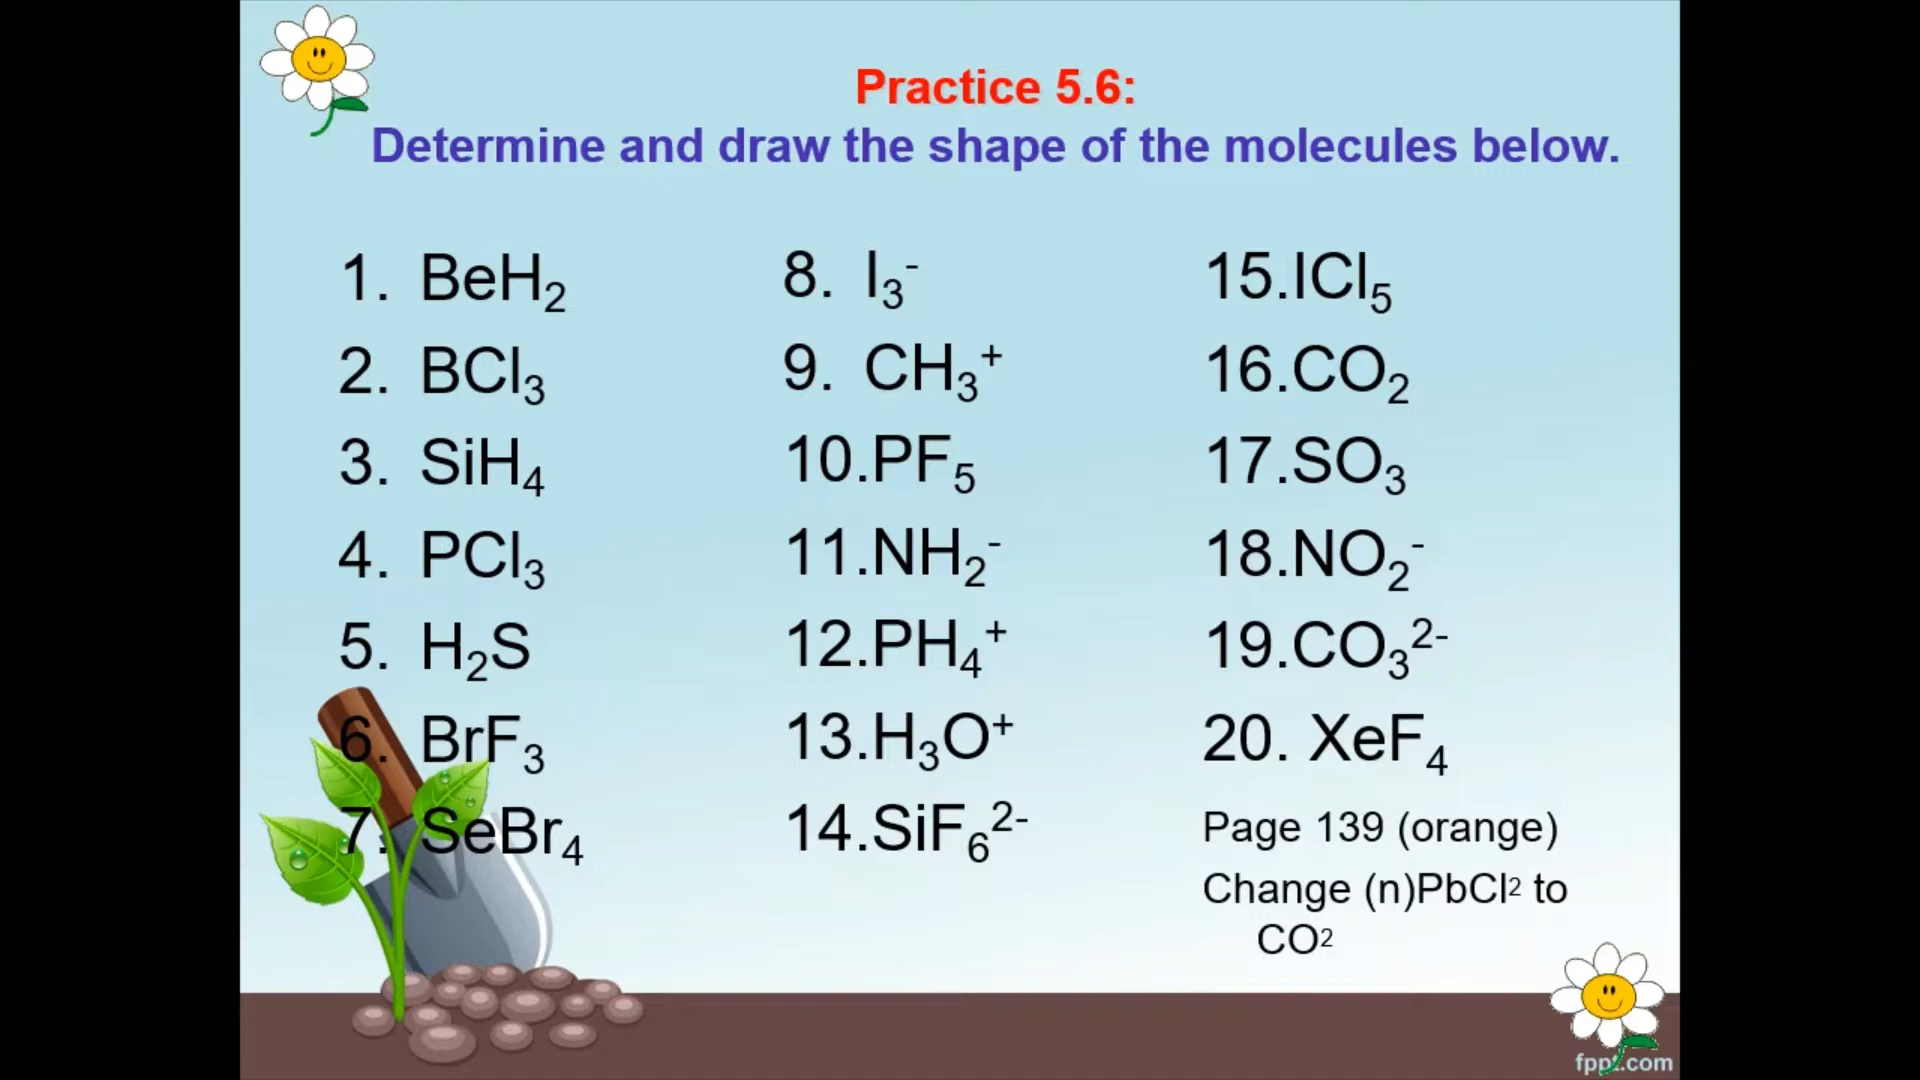 Practice 5.6:
Determine and draw the shape of the molecules below.
1. BeH₂
2. BCl₃
3. SiH₄
4. PCl₃
5. H₂S
6. BrF₃
7. SeBr₄
8. I₃⁻
9. CH₃⁺
10.PF₅
11.NH₂⁻
12.PH₄⁺
13.H₃O⁺
14.SiF₆²⁻
15.ICl₅
16.CO₂
17.SO₃
18.NO₂⁻
19.CO₃²⁻
20. XeF₄
Page 139 (orange)
Change (n)PbCl² to
CO²
fppt.com